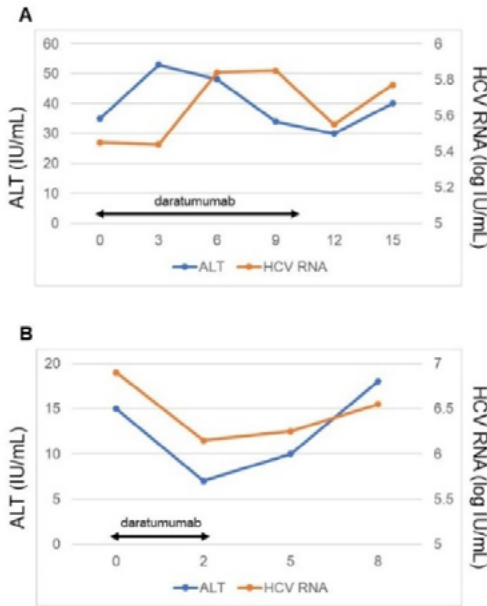 A
ALT (IU/mL)
60
50
40
30
20
10
0
6
5.8
5.6
5.4
5.2
5
HCV RNA (log IU/mL)
daratumumab
0 3 6 9 12 15
ALT HCV RNA
B
ALT (IU/mL)
20
15
10
5
0
7
6.5
6
5.5
5
HCV RNA (log IU/mL)
daratumumab
0 2 5 8
ALT HCV RNA